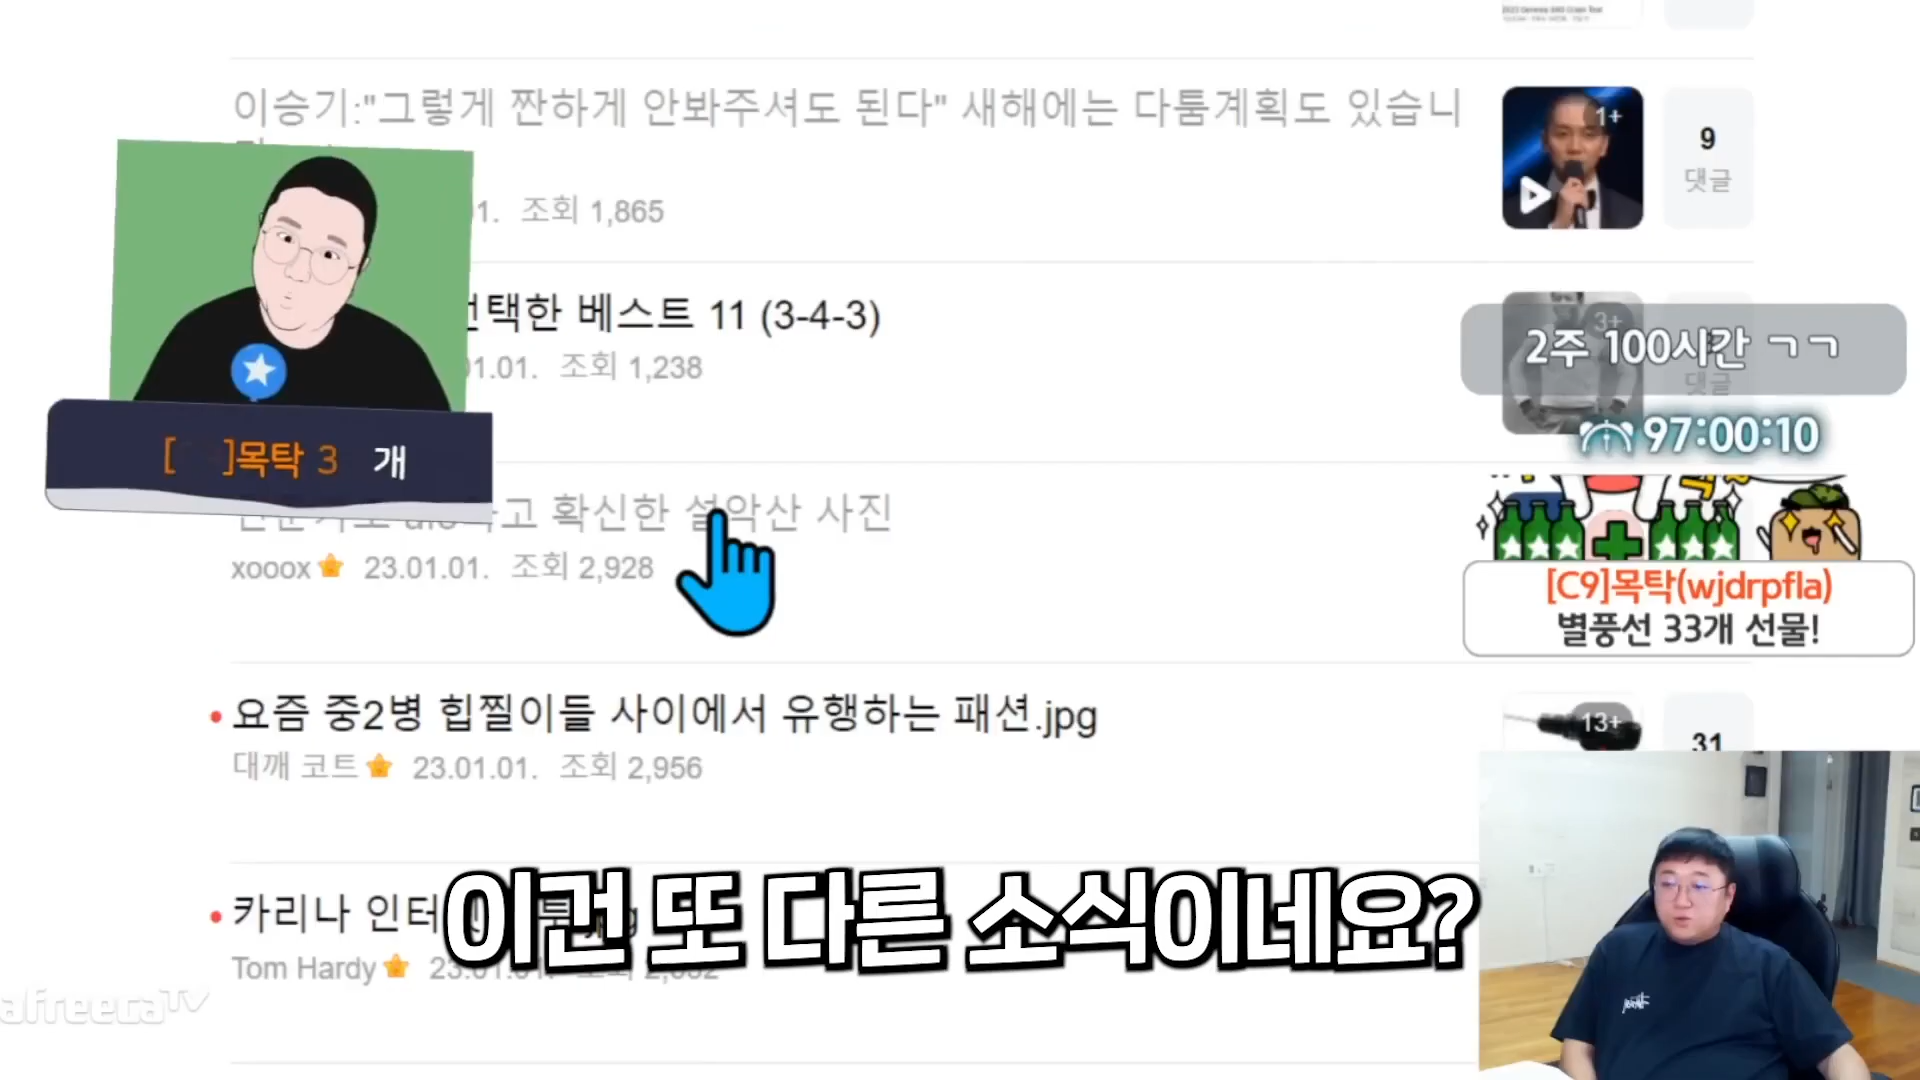 이승기:"그렇게 짠하게 안봐주셔도 된다" 새해에는 다툼계획도 있습니
1. 조회 1,865
1+
9
댓글
선택한 베스트 11 (3-4-3)
01.01. 조회 1,238
3+
댓글
2주 100시간 ㄱㄱ
97:00:10
[ ]목탁 3 개
확신한 설악산 사진
xooox 23.01.01. 조회 2,928
[C9]목탁(wjdrpfla)
별풍선 33개 선물!
요즘 중2병 힙찔이들 사이에서 유행하는 패션.jpg
대깨 코트 23.01.01. 조회 2,956
13+
31
카리나 인터
Tom Hardy
이건 또 다른 소식이네요?
afreecaTV